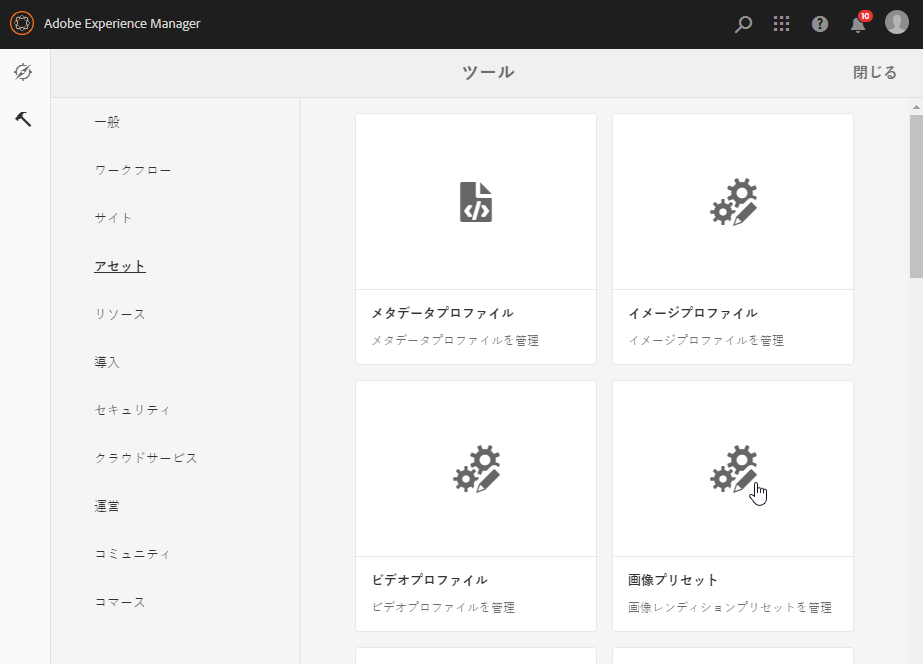 Adobe Experience Manager
10
ツール
閉じる
一般
ワークフロー
サイト
アセット
リソース
導入
セキュリティ
クラウドサービス
運営
コミュニティ
コマース
メタデータプロファイル
メタデータプロファイルを管理
イメージプロファイル
イメージプロファイルを管理
ビデオプロファイル
ビデオプロファイルを管理
画像プリセット
画像レンディションプリセットを管理